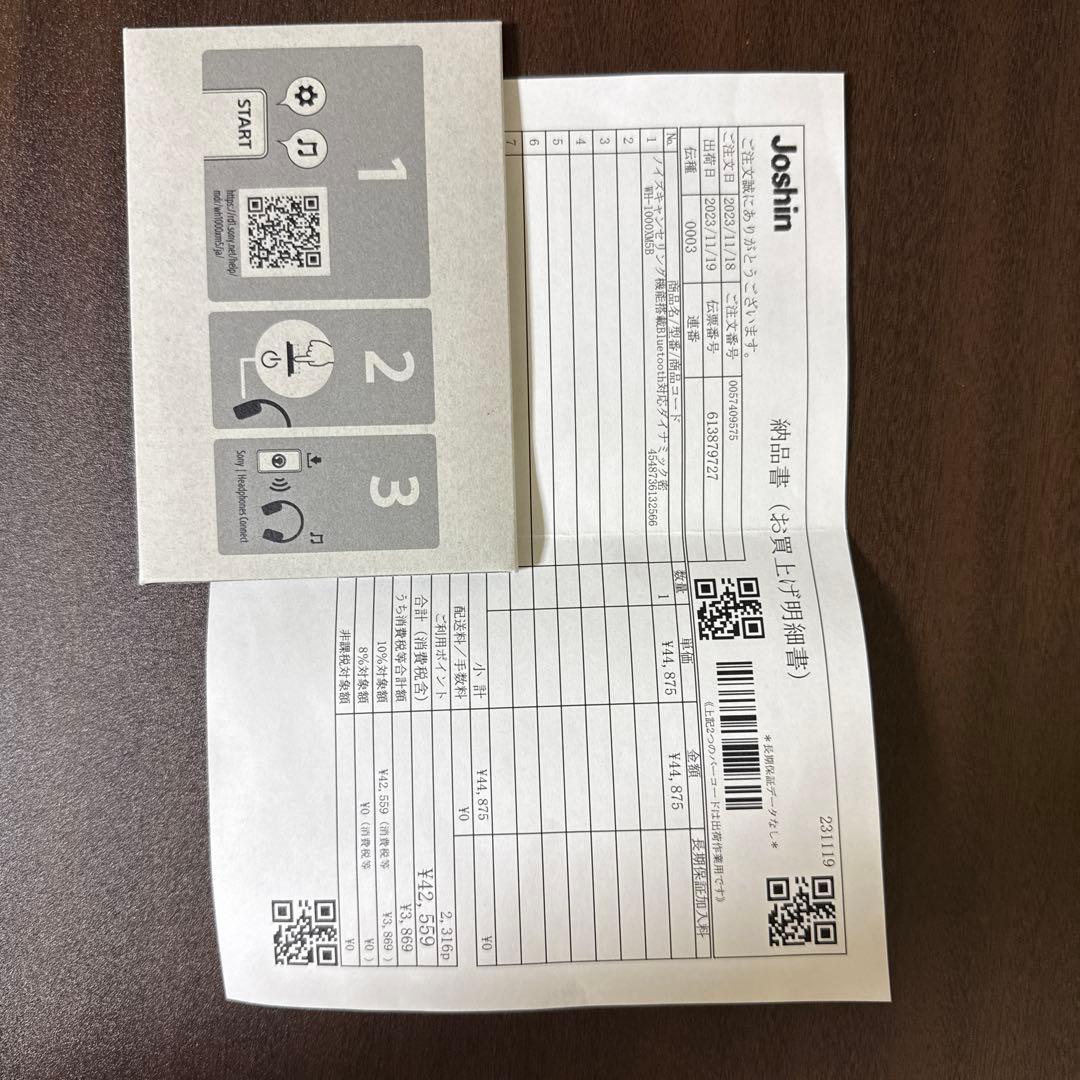 Joshin
納品書（お買上げ明細書）
231119
ご注文誠にありがとうございます。
＊長期保証データなし＊
ご注文日 2023/11/18 ご注文番号 0057409575
出荷日 2023/11/19 伝票番号 613879727
伝種 0003 連番
《上記2つのバーコードは出荷作業用です》
No. 商品名/型番/商品コード 数量 単価 金額 長期保証加入料
1 ノイズキャンセリング機能搭載Bluetooth対応ダイナミック密 1 ¥44,875 ¥44,875
WH-1000XM5B 4548736132566
2
3
4
5
6
7
小計 ¥44,875 ¥0
配送料／手数料 ¥0
ご利用ポイント 2,316p
合計（消費税含） ¥42,559
うち消費税等合計額 ¥3,869
10%対象額 ¥42,559（消費税等 ¥3,869）
8%対象額 ¥0（消費税等 ¥0）
非課税対象額 ¥0
1
START
https://rd1.sony.net/help/
mdr/wh1000xm5/ja/
2
3
Sony | Headphones Connect